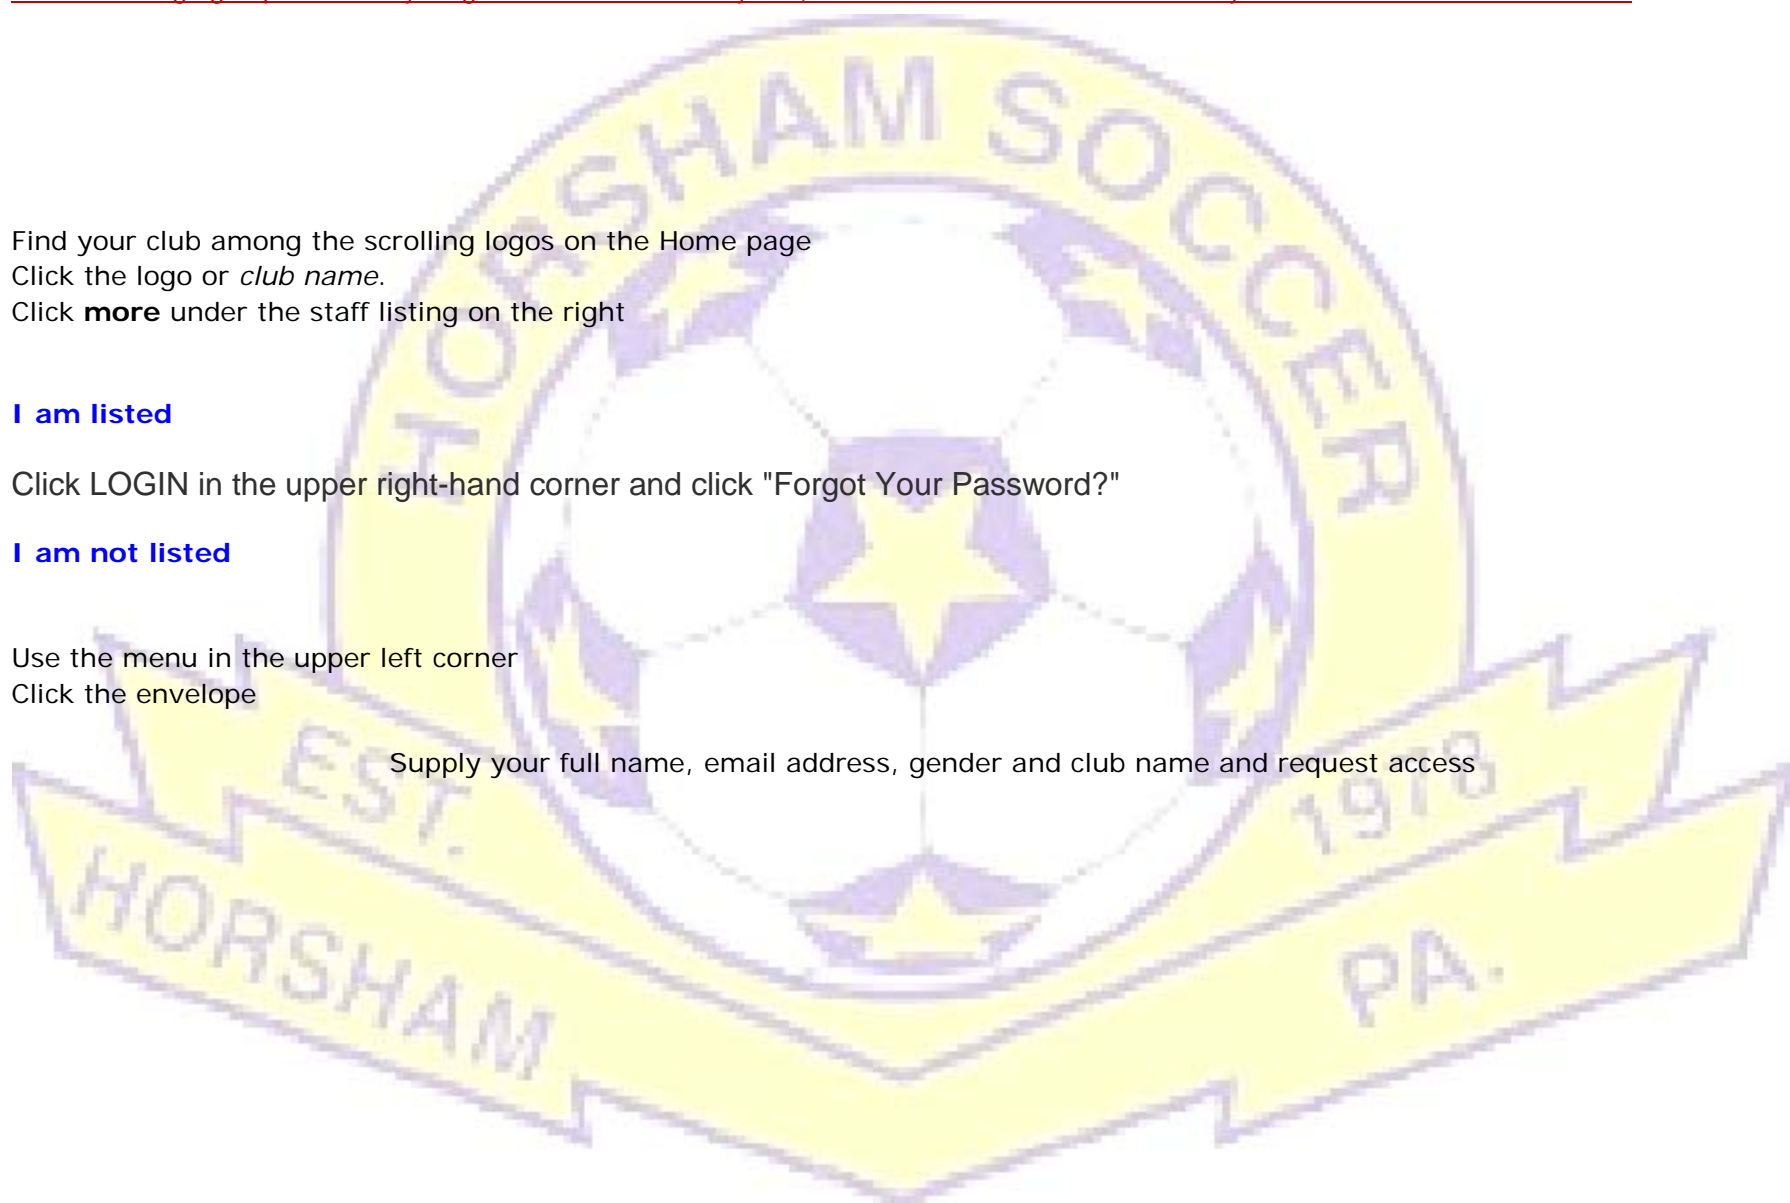 HORSHAM SOCCER
Find your club among the scrolling logos on the Home page
Click the logo or club name.
Click more under the staff listing on the right
I am listed
Click LOGIN in the upper right-hand corner and click "Forgot Your Password?"
I am not listed
Use the menu in the upper left corner
Click the envelope
Supply your full name, email address, gender and club name and request access
EST. 1978
HORSHAM PA.